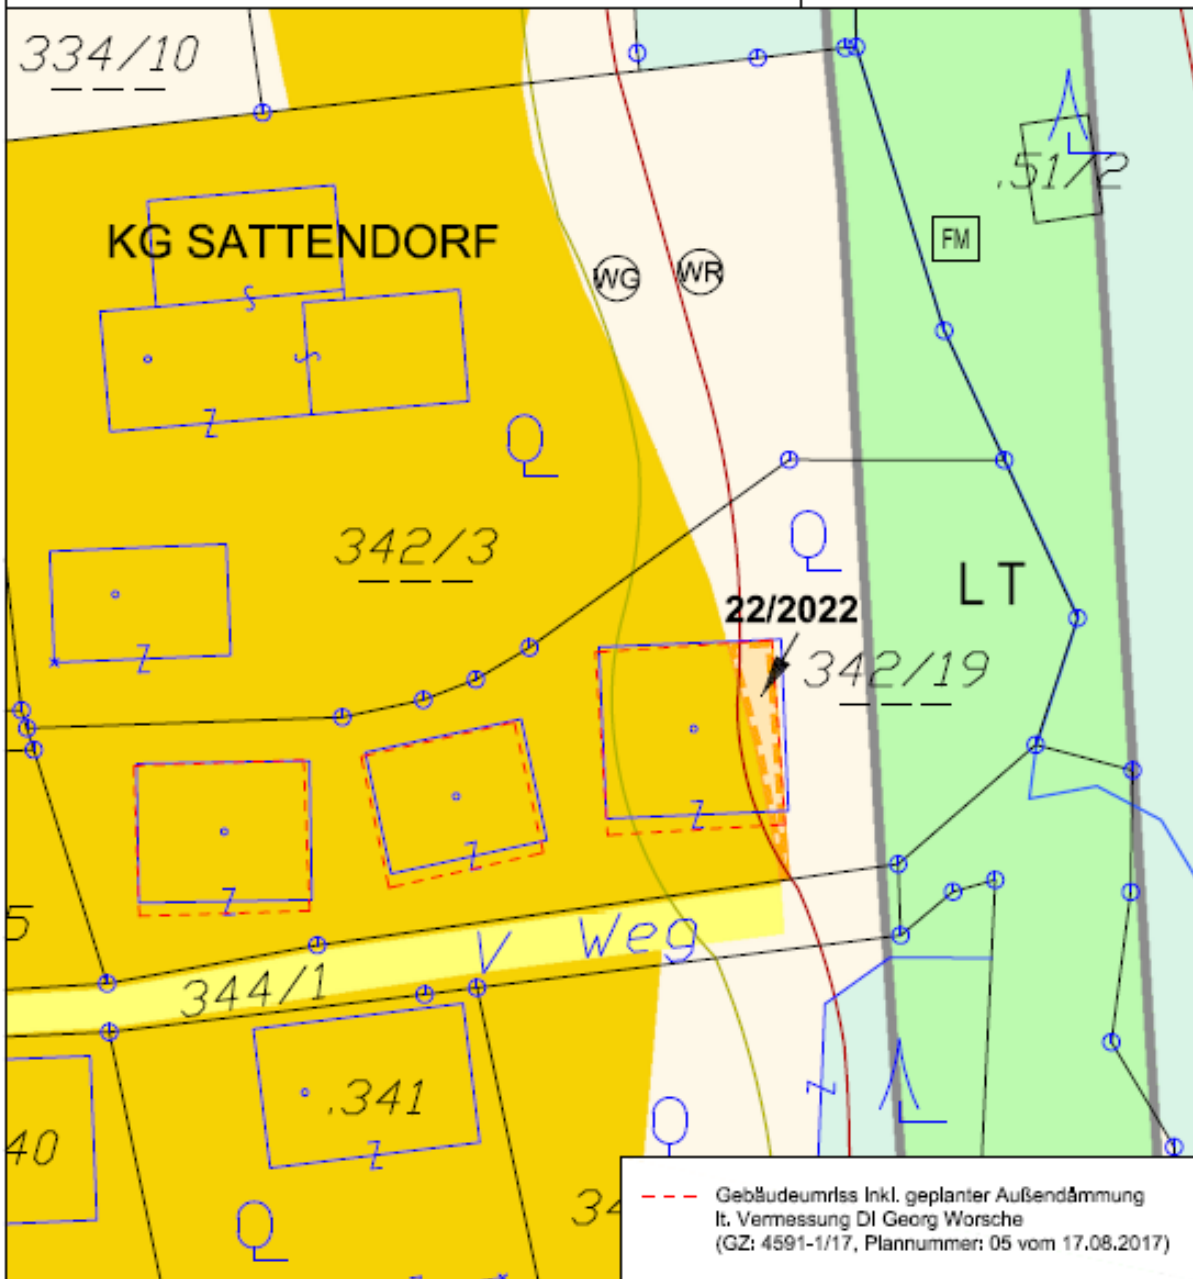 334/10
.51/2
KG SATTENDORF
FM
WG
WR
342/3
LT
22/2022
342/19
5
V Weg
344/1
.341
40
34
Gebäudeumriss Inkl. geplanter Außendämmung
lt. Vermessung DI Georg Worsche
(GZ: 4591-1/17, Plannummer: 05 vom 17.08.2017)